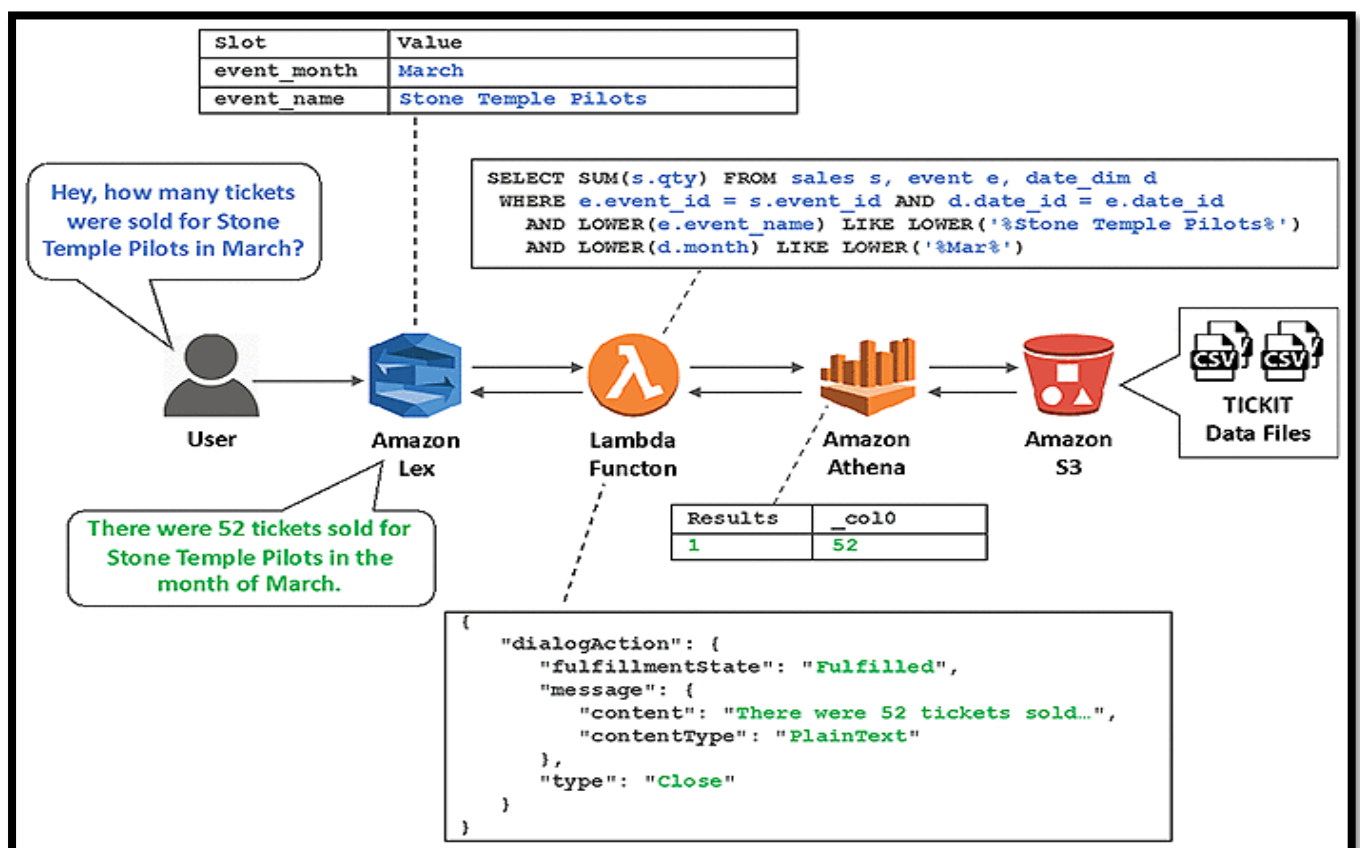 Slot Value
event_month March
event_name Stone Temple Pilots
Hey, how many tickets
were sold for Stone
Temple Pilots in March?
SELECT SUM(s.qty) FROM sales s, event e, date_dim d
WHERE e.event_id = s.event_id AND d.date_id = e.date_id
AND LOWER(e.event_name) LIKE LOWER('%Stone Temple Pilots%')
AND LOWER(d.month) LIKE LOWER('%Mar%')
User
Amazon
Lex
Lambda
Functon
Amazon
Athena
Amazon
S3
CSV CSV
TICKIT
Data Files
There were 52 tickets sold for
Stone Temple Pilots in the
month of March.
Results _col0
1 52
{
"dialogAction": {
"fulfillmentState": "Fulfilled",
"message": {
"content": "There were 52 tickets sold…",
"contentType": "PlainText"
},
"type": "Close"
}
}